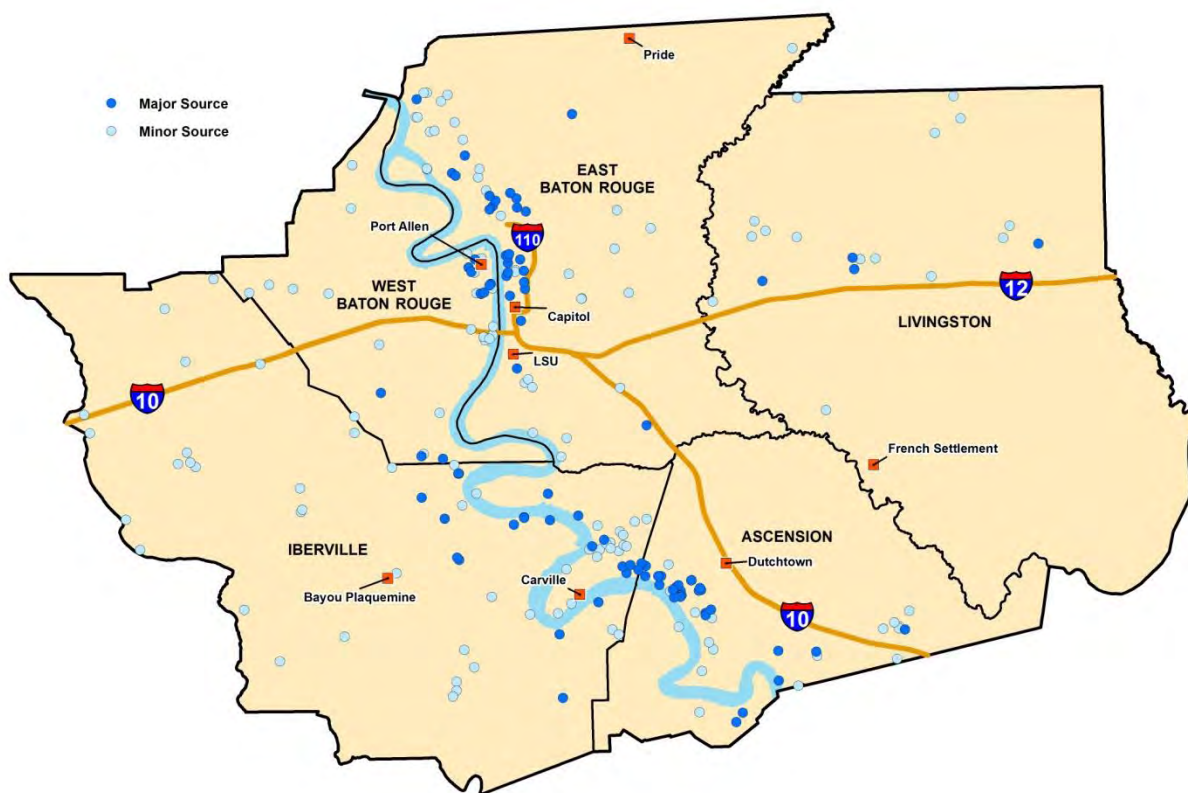 Pride
Major Source
Minor Source
EAST
BATON ROUGE
Port Allen
110
WEST
BATON ROUGE
Capitol
12
LIVINGSTON
LSU
10
French Settlement
ASCENSION
IBERVILLE
Dutchtown
Carville
Bayou Plaquemine
10